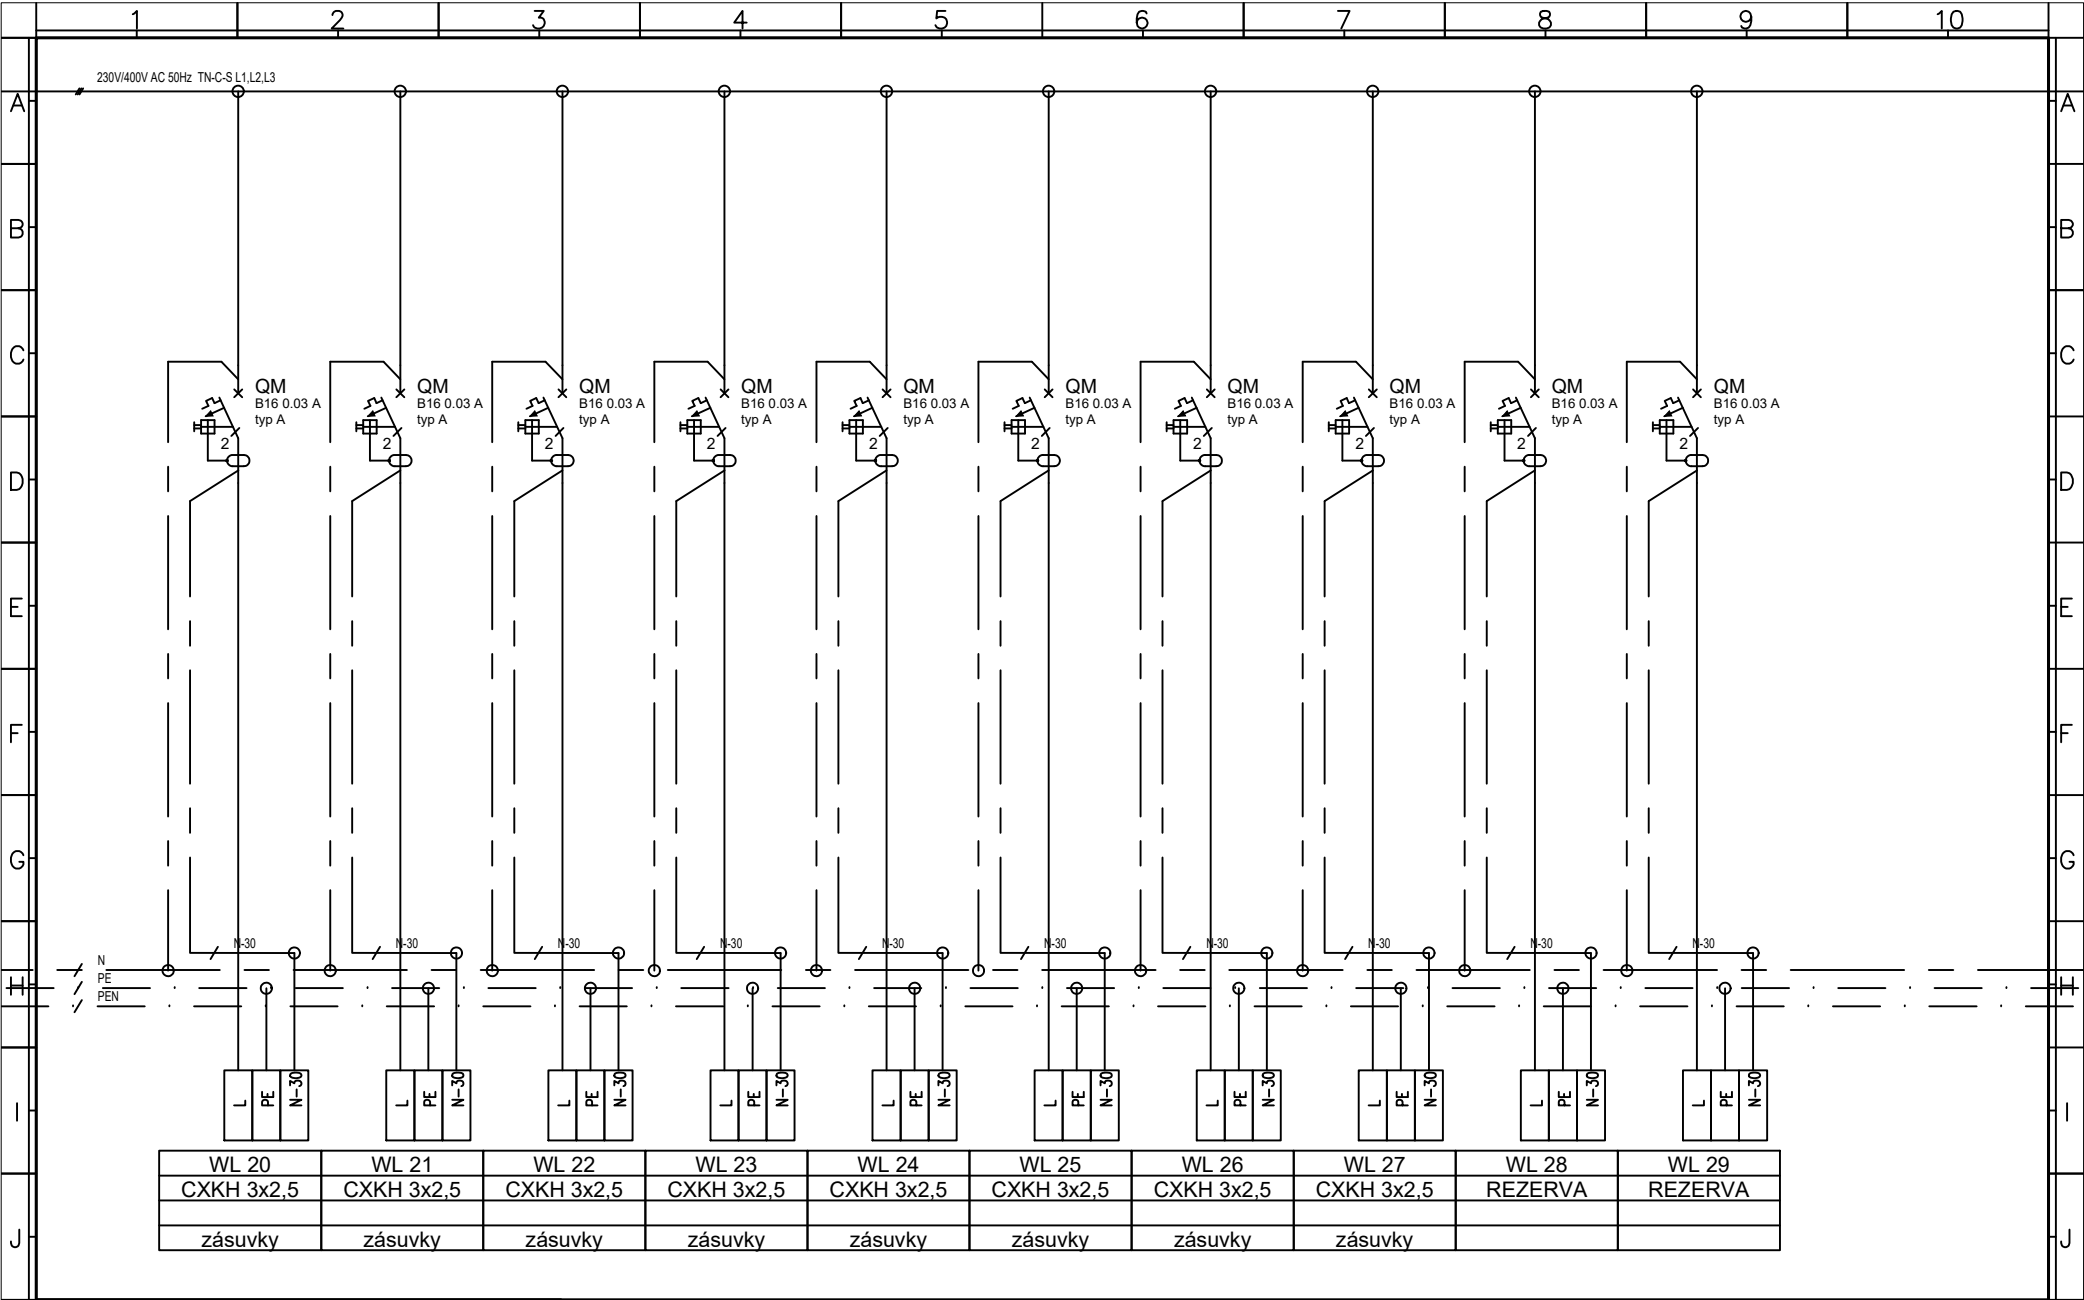 1 2 3 4 5 6 7 8 9 10
230V/400V AC 50Hz TN-C-S L1,L2,L3
A A
B B
C C
QM QM QM QM QM QM QM QM QM QM
B16 0.03 A B16 0.03 A B16 0.03 A B16 0.03 A B16 0.03 A B16 0.03 A B16 0.03 A B16 0.03 A B16 0.03 A B16 0.03 A
typ A typ A typ A typ A typ A typ A typ A typ A typ A typ A
2 2 2 2 2 2 2 2 2 2
D D
E E
F F
G G
N-30 N-30 N-30 N-30 N-30 N-30 N-30 N-30 N-30 N-30
N
PE
H H
PEN
L PE N-30 L PE N-30 L PE N-30 L PE N-30 L PE N-30 L PE N-30 L PE N-30 L PE N-30 L PE N-30 L PE N-30
I I
WL 20 WL 21 WL 22 WL 23 WL 24 WL 25 WL 26 WL 27 WL 28 WL 29
CXKH 3x2,5 CXKH 3x2,5 CXKH 3x2,5 CXKH 3x2,5 CXKH 3x2,5 CXKH 3x2,5 CXKH 3x2,5 CXKH 3x2,5 REZERVA REZERVA
zásuvky zásuvky zásuvky zásuvky zásuvky zásuvky zásuvky zásuvky
J J